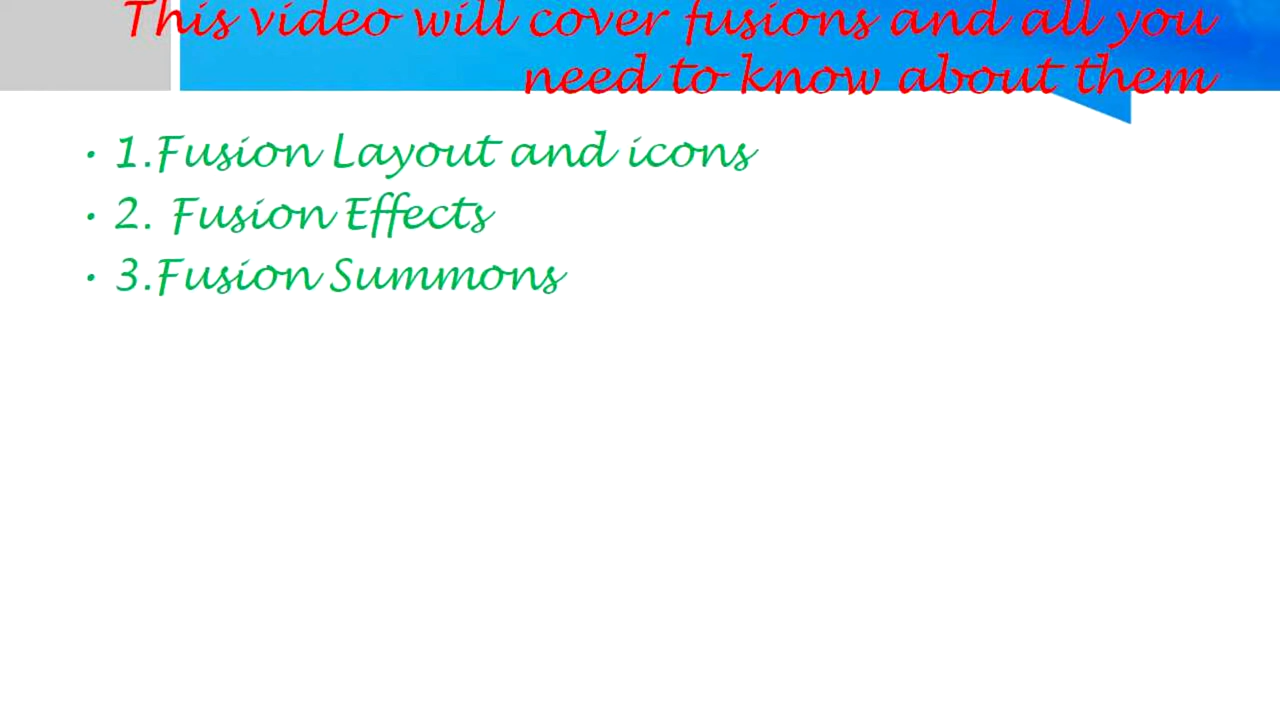 This video will cover fusions and all you
need to know about them
• 1.Fusion Layout and icons
• 2. Fusion Effects
• 3.Fusion Summons